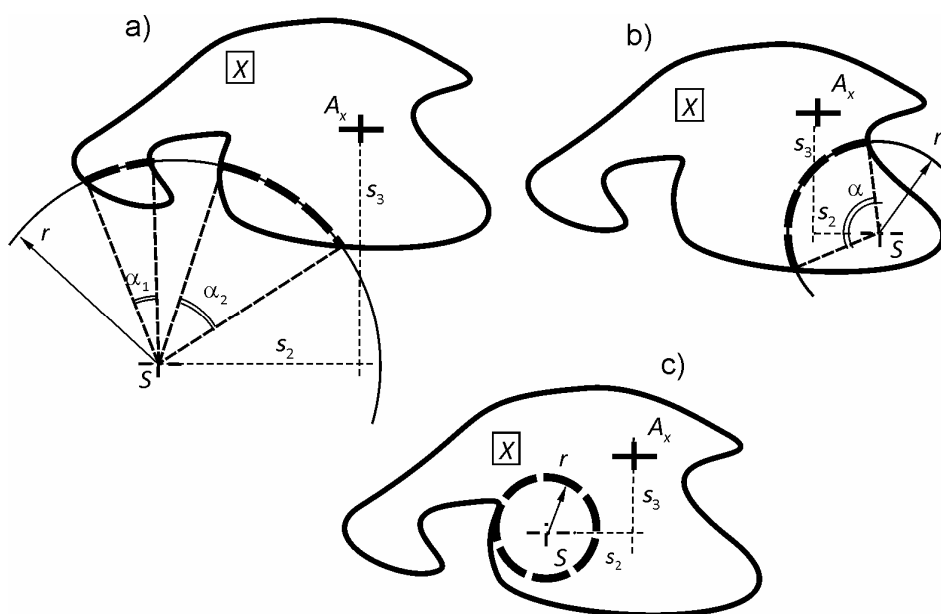 a)
X
A_x
s_3
r
α_1
α_2
s_2
S
b)
X
A_x
r
s_3
α
s_2
S
c)
X
A_x
r
s_3
S
s_2